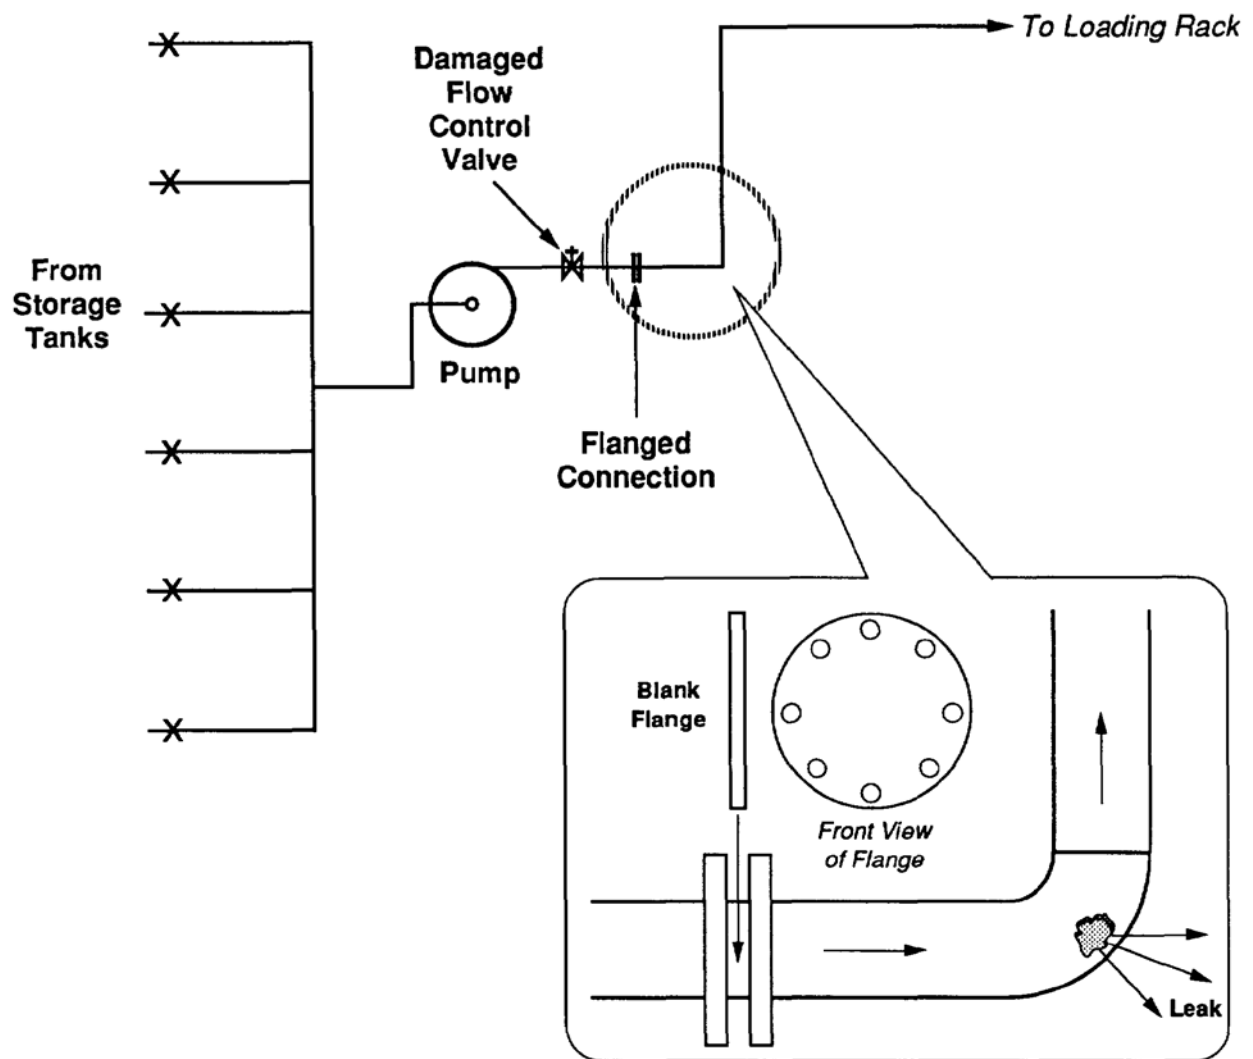 To Loading Rack
Damaged
Flow
Control
Valve
From
Storage
Tanks
Pump
Flanged
Connection
Blank
Flange
Front View
of Flange
Leak